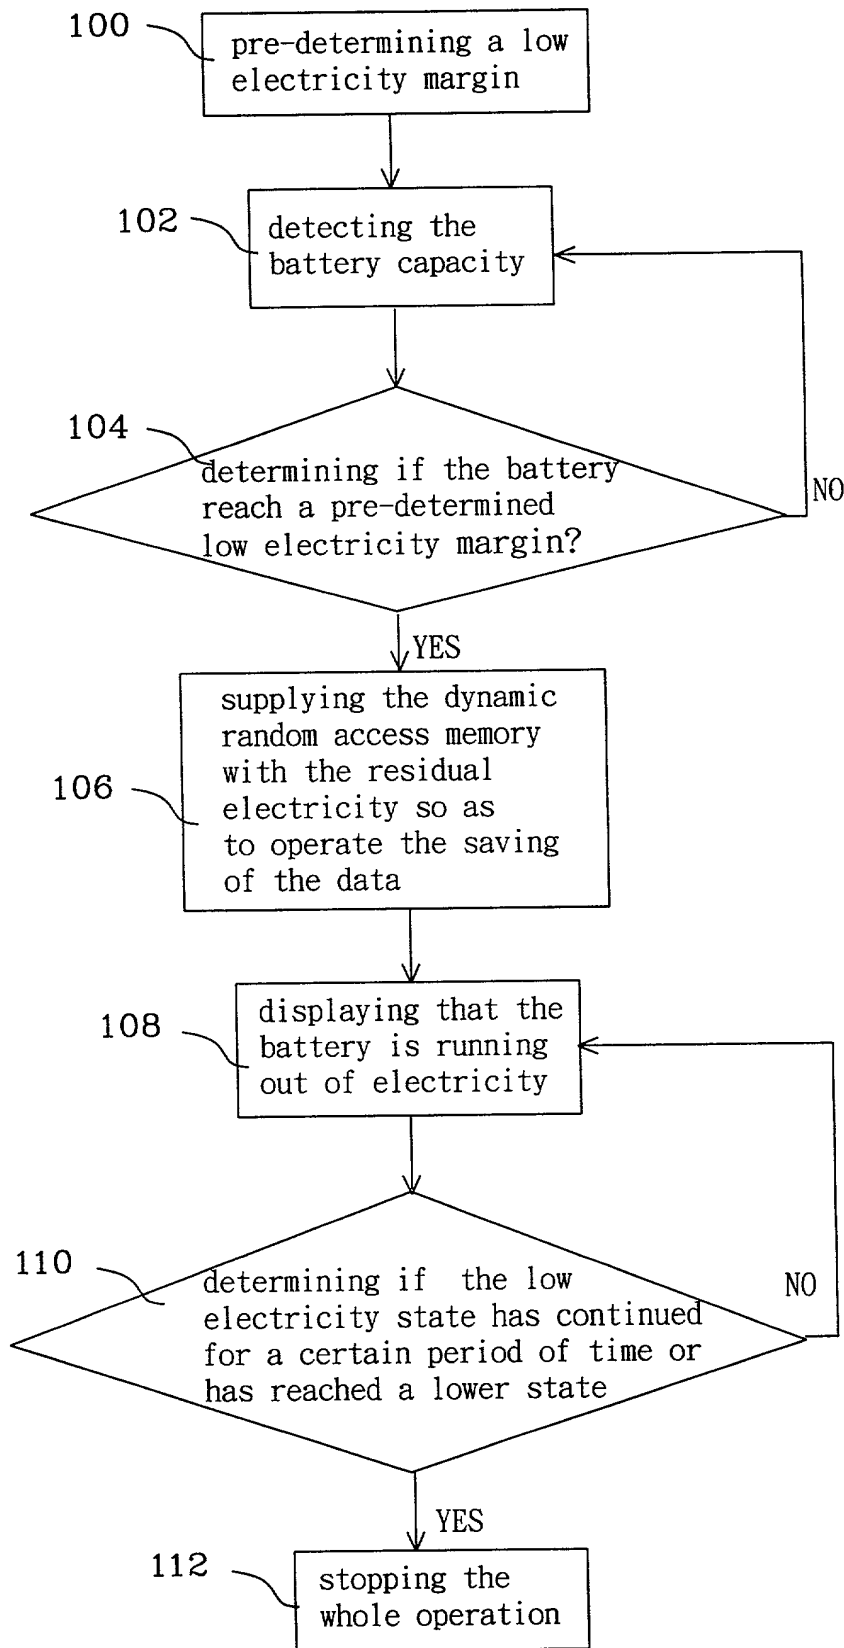 100
pre-determining a low
electricity margin
102
detecting the
battery capacity
104
determining if the battery
reach a pre-determined
low electricity margin?
NO
YES
106
supplying the dynamic
random access memory
with the residual
electricity so as
to operate the saving
of the data
108
displaying that the
battery is running
out of electricity
110
determining if the low
electricity state has continued
for a certain period of time or
has reached a lower state
NO
YES
112
stopping the
whole operation